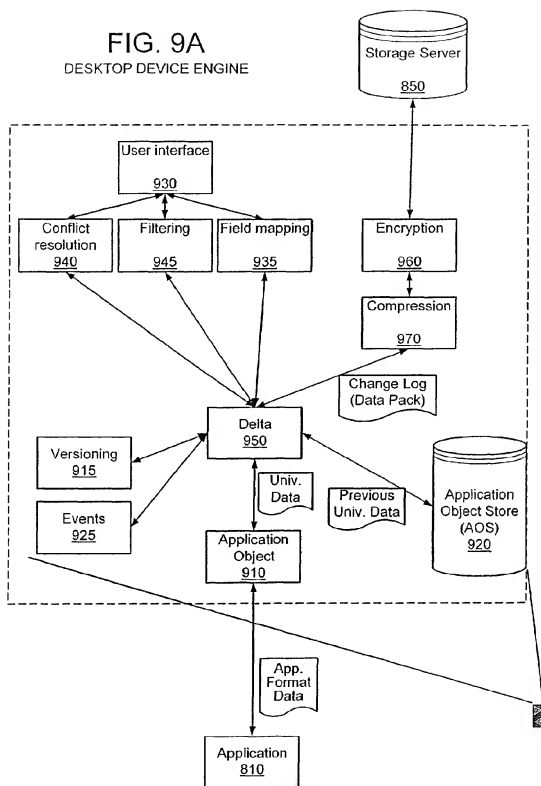 FIG. 9A
DESKTOP DEVICE ENGINE
Storage Server
850
User interface
930
Conflict
resolution
940
Filtering
945
Field mapping
935
Encryption
960
Compression
970
Change Log
(Data Pack)
Delta
950
Versioning
915
Events
925
Univ.
Data
Previous
Univ. Data
Application
Object Store
(AOS)
920
Application
Object
910
App.
Format
Data
Application
810